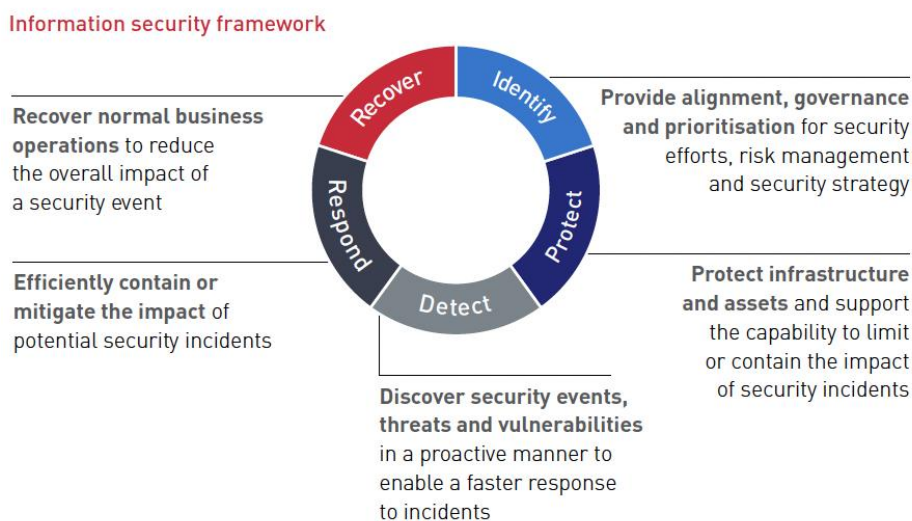 Information security framework
Recover
Identify
Protect
Detect
Respond
Recover normal business
operations to reduce
the overall impact of
a security event
Provide alignment, governance
and prioritisation for security
efforts, risk management
and security strategy
Efficiently contain or
mitigate the impact of
potential security incidents
Protect infrastructure
and assets and support
the capability to limit
or contain the impact
of security incidents
Discover security events,
threats and vulnerabilities
in a proactive manner to
enable a faster response
to incidents